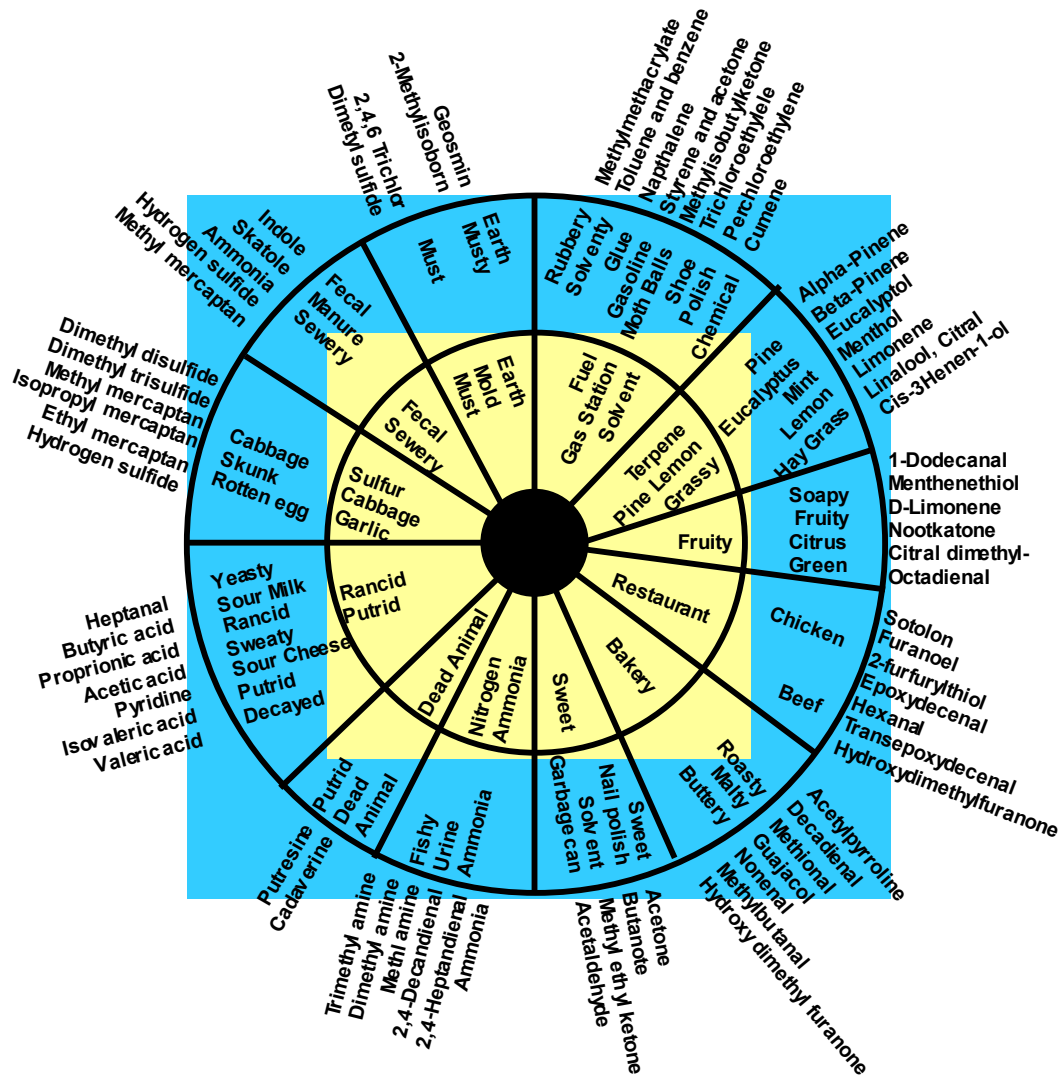 Methylmethacrylate
Toluene and benzene
Napthalene
Styrene and acetone
Methylisobutylketone
Trichloroethylele
Perchloroethylene
Cumene
Rubbery
Solventy
Glue
Gasoline
Moth Balls
Shoe
Polish
Chemical
Fuel
Gas Station
Solvent
Alpha-Pinene
Beta-Pinene
Eucalyptol
Menthol
Limonene
Linalool, Citral
Cis-3Henen-1-ol
Pine
Eucalyptus
Mint
Lemon
Hay Grass
Terpene
Pine Lemon
Grassy
1-Dodecanal
Menthenethiol
D-Limonene
Nootkatone
Citral dimethyl-
Octadienal
Soapy
Fruity
Citrus
Green
Fruity
Sotolon
Furanoel
2-furfurylthiol
Epoxydecenal
Hexanal
Transepoxydecenal
Hydroxydimethylfuranone
Chicken
Beef
Restaurant
Acetylpyrroline
Decadienal
Methional
Guajacol
Nonenal
Methylbutanal
Hydroxy dimethyl furanone
Roasty
Malty
Buttery
Bakery
Acetone
Butanote
Methyl ethyl ketone
Acetaldehyde
Sweet
Nail polish
Solvent
Garbage can
Sweet
Trimethyl amine
Dimethyl amine
Methl amine
2,4-Decandienal
2,4-Heptandienal
Ammonia
Fishy
Urine
Ammonia
Nitrogen
Ammonia
Putresine
Cadaverine
Putrid
Dead
Animal
Dead Animal
Heptanal
Butyric acid
Proprionic acid
Acetic acid
Pyridine
Isovaleric acid
Valeric acid
Yeasty
Sour Milk
Rancid
Sweaty
Sour Cheese
Putrid
Decayed
Rancid
Putrid
Dimethyl disulfide
Dimethyl trisulfide
Methyl mercaptan
Isopropyl mercaptan
Ethyl mercaptan
Hydrogen sulfide
Cabbage
Skunk
Rotten egg
Sulfur
Cabbage
Garlic
Indole
Skatole
Ammonia
Hydrogen sulfide
Methyl mercaptan
Fecal
Manure
Sewery
Fecal
Sewery
Geosmin
2-Methylisoborn
2,4,6 Trichlor
Dimetyl sulfide
Earth
Musty
Must
Earth
Mold
Must